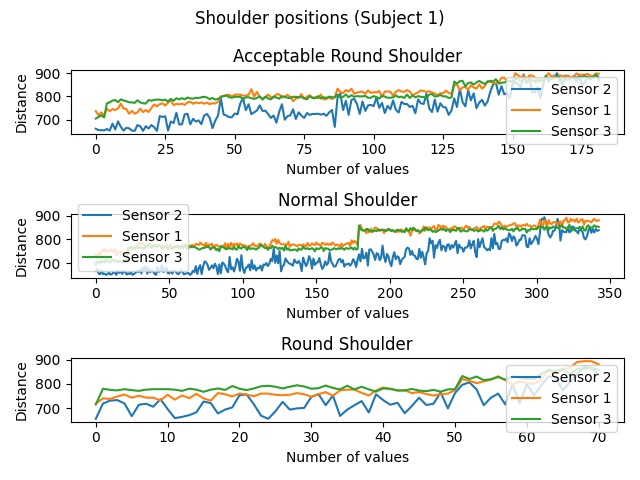 Shoulder positions (Subject 1)
Acceptable Round Shoulder
Distance
900
800
700
Sensor 2
Sensor 1
Sensor 3
0 25 50 75 100 125 150 175
Number of values
Normal Shoulder
Distance
900
800
700
Sensor 2
Sensor 1
Sensor 3
0 50 100 150 200 250 300 350
Number of values
Round Shoulder
Distance
900
800
700
Sensor 2
Sensor 1
Sensor 3
0 10 20 30 40 50 60 70
Number of values